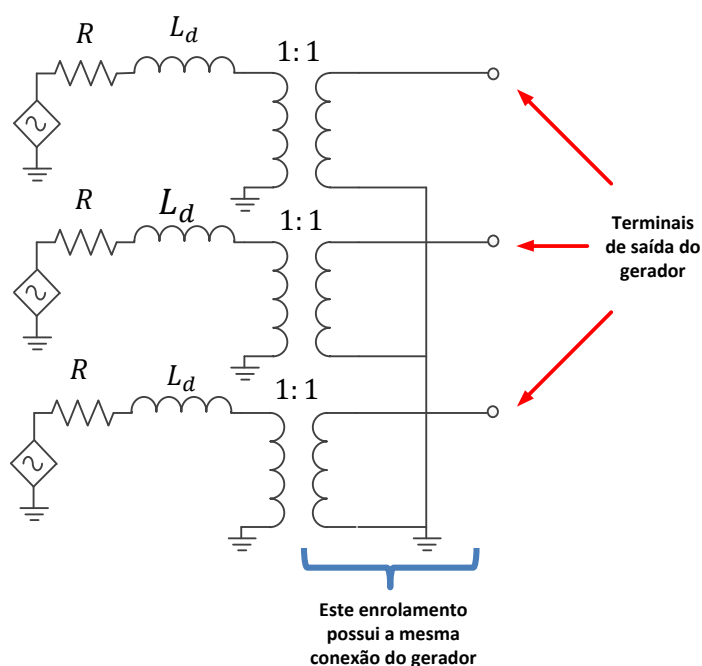 R
L_d
1:1
R
L_d
1:1
Terminais
de saída do
gerador
R
L_d
1:1
Este enrolamento
possui a mesma
conexão do gerador